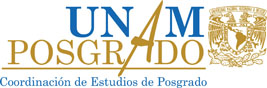 UNAM
POSGRADO
Coordinación de Estudios de Posgrado